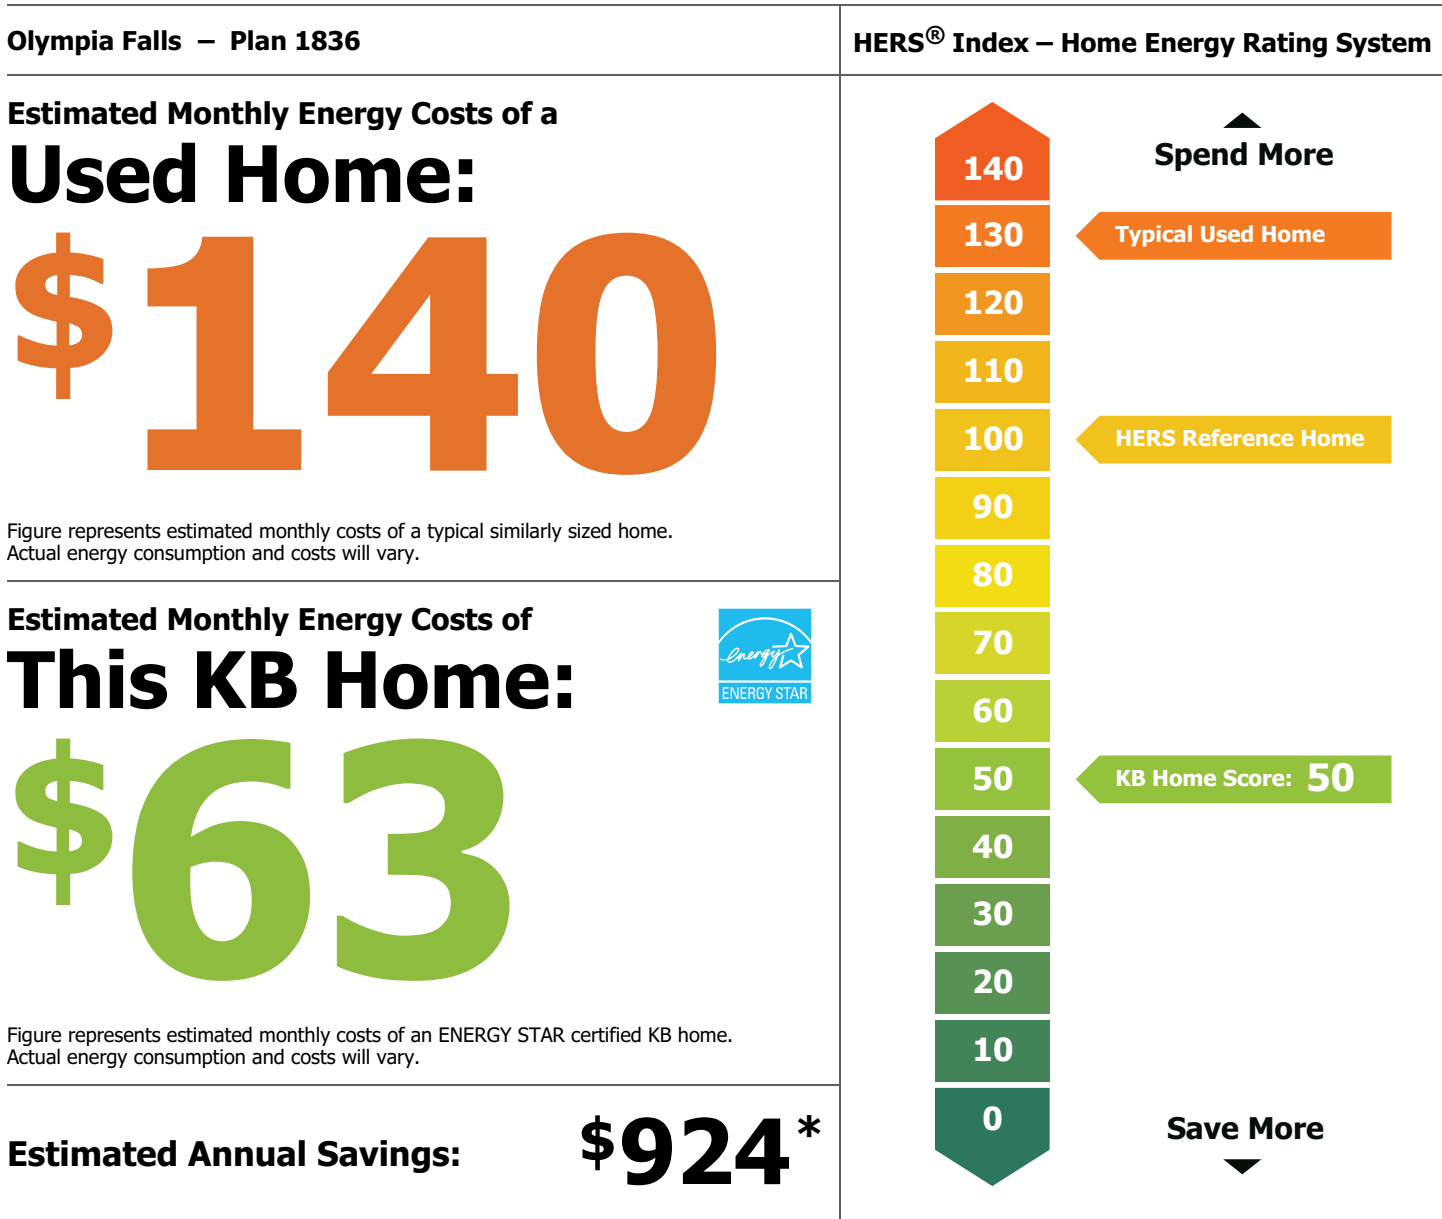 Olympia Falls – Plan 1836
Estimated Monthly Energy Costs of a
Used Home:
$140
Figure represents estimated monthly costs of a typical similarly sized home.
Actual energy consumption and costs will vary.
Estimated Monthly Energy Costs of
This KB Home:
energy
ENERGY STAR
$63
Figure represents estimated monthly costs of an ENERGY STAR certified KB home.
Actual energy consumption and costs will vary.
Estimated Annual Savings: $924*
HERS® Index – Home Energy Rating System
Spend More
140
130 Typical Used Home
120
110
100 HERS Reference Home
90
80
70
60
50 KB Home Score: 50
40
30
20
10
0
Save More